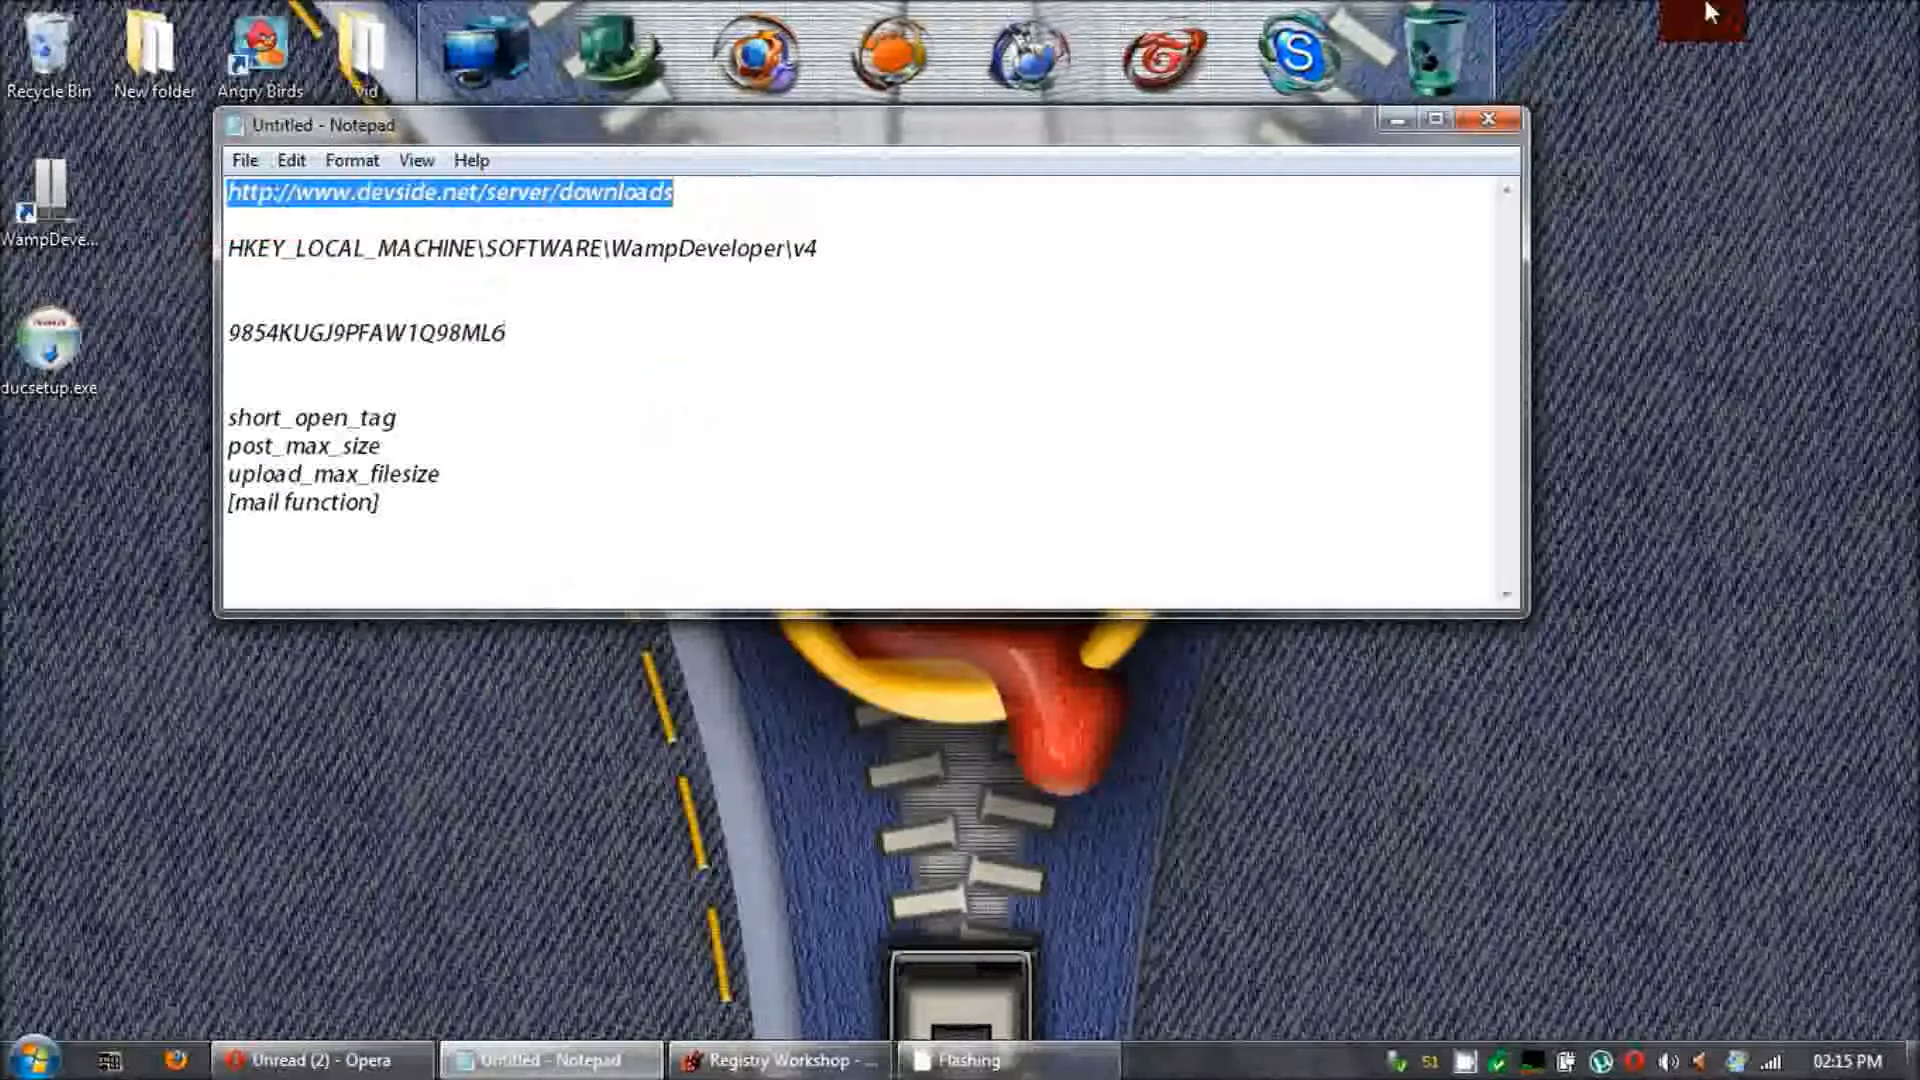 Recycle Bin
New folder
Angry Birds
vid
Untitled - Notepad
File Edit Format View Help
http://www.devside.net/server/downloads
HKEY_LOCAL_MACHINE\SOFTWARE\WampDeveloper\v4
WampDeve...
9854KUGJ9PFAW1Q98ML6
ducsetup.exe
short_open_tag
post_max_size
upload_max_filesize
[mail function]
Unread (2) - Opera
Untitled - Notepad
Registry Workshop - ...
Flashing
51
02:15 PM